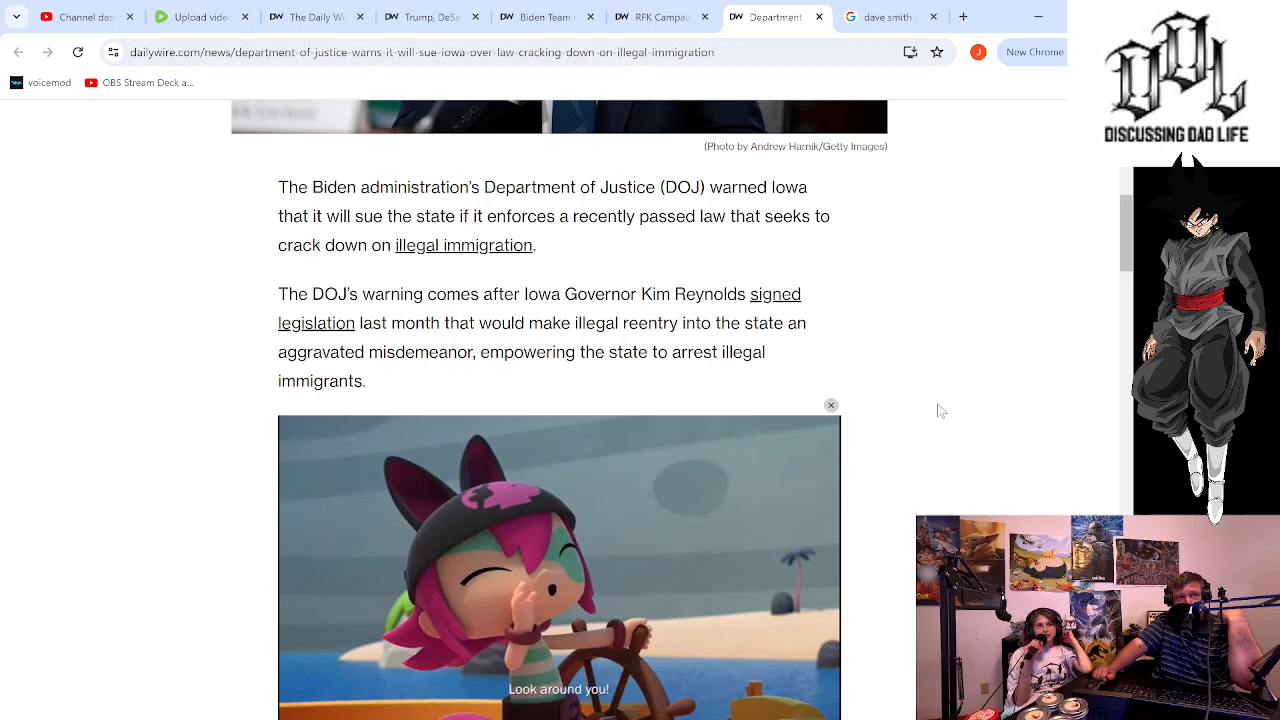 Upload vide
The Daily Wi
Trump, DeSe
Biden Team
RFK Campai
Department
dave smith -
dailywire.com/news/department-of-justice-warns-it-will-sue-iowa-over-law-cracking-down-on-illegal-immigration
J
New Chrome
voicemod
OBS Stream Deck a...
DDL
DISCUSSING DAD LIFE
(Photo by Andrew Harnik/Getty Images)
The Biden administration's Department of Justice (DOJ) warned Iowa
that it will sue the state if it enforces a recently passed law that seeks to
crack down on illegal immigration.
The DOJ's warning comes after Iowa Governor Kim Reynolds signed
legislation last month that would make illegal reentry into the state an
aggravated misdemeanor, empowering the state to arrest illegal
immigrants.
Look around you!